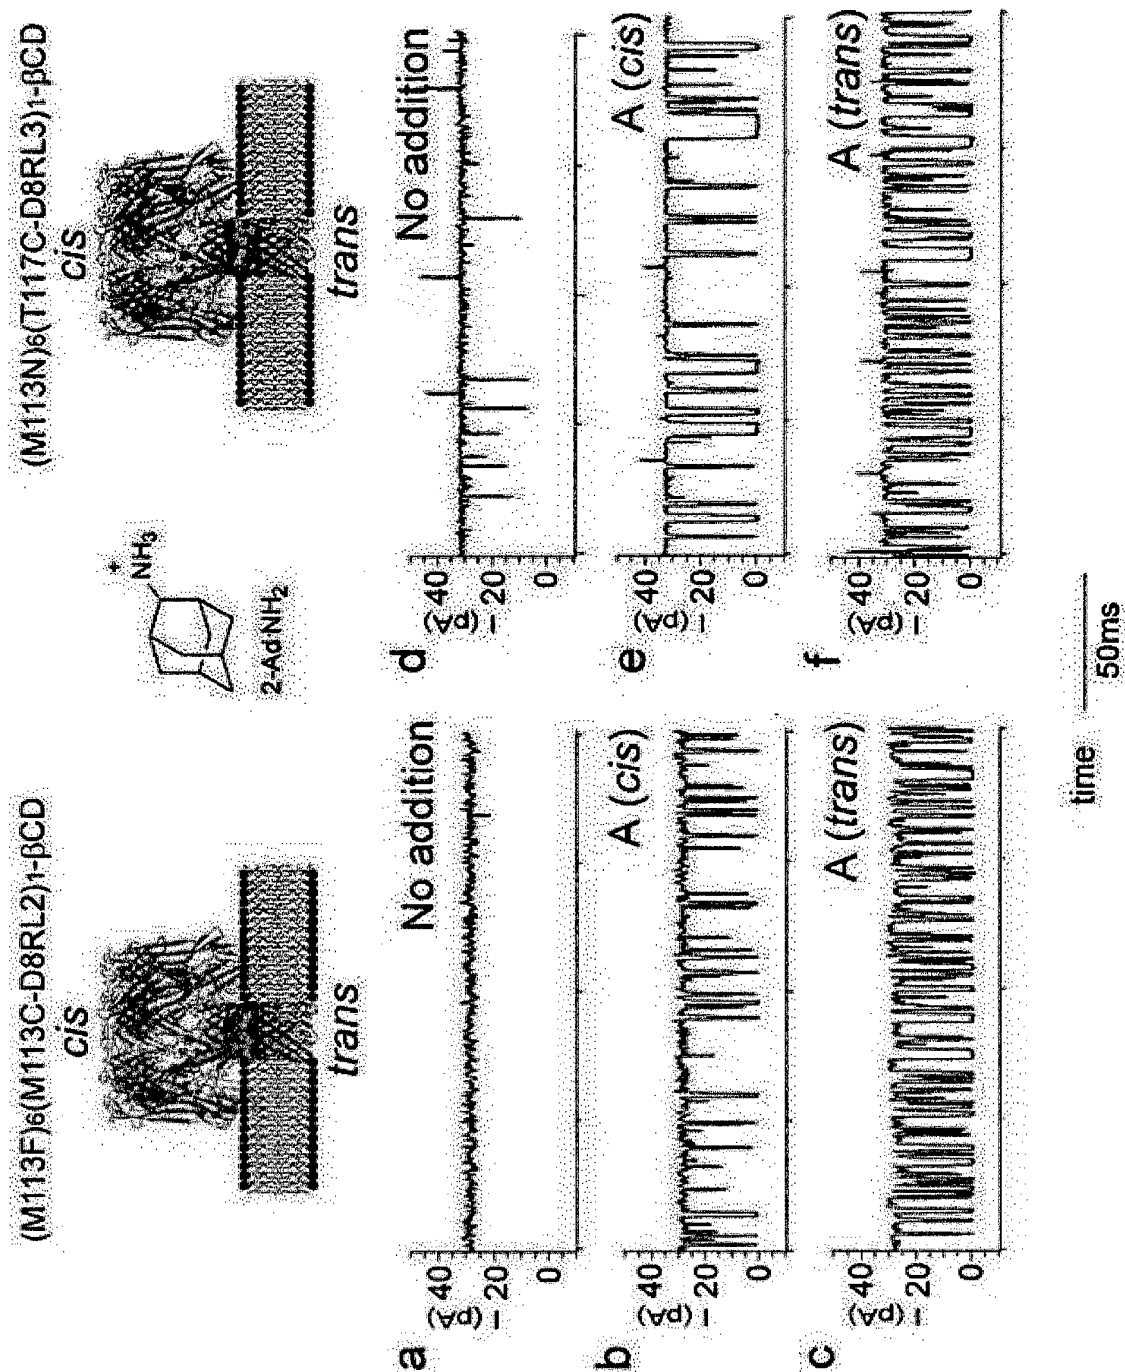 (M113F)6(M113C-D8RL2)1-βCD
cis
trans
+
NH3
2-AdNH2
(M113N)6(T117C-D8RL3)1-βCD
cis
trans
a
I (pA)
40
20
0
No addition
b
I (pA)
40
20
0
A (cis)
c
I (pA)
40
20
0
A (trans)
d
I (pA)
40
20
0
No addition
e
I (pA)
40
20
0
A (cis)
f
I (pA)
40
20
0
A (trans)
time
50ms